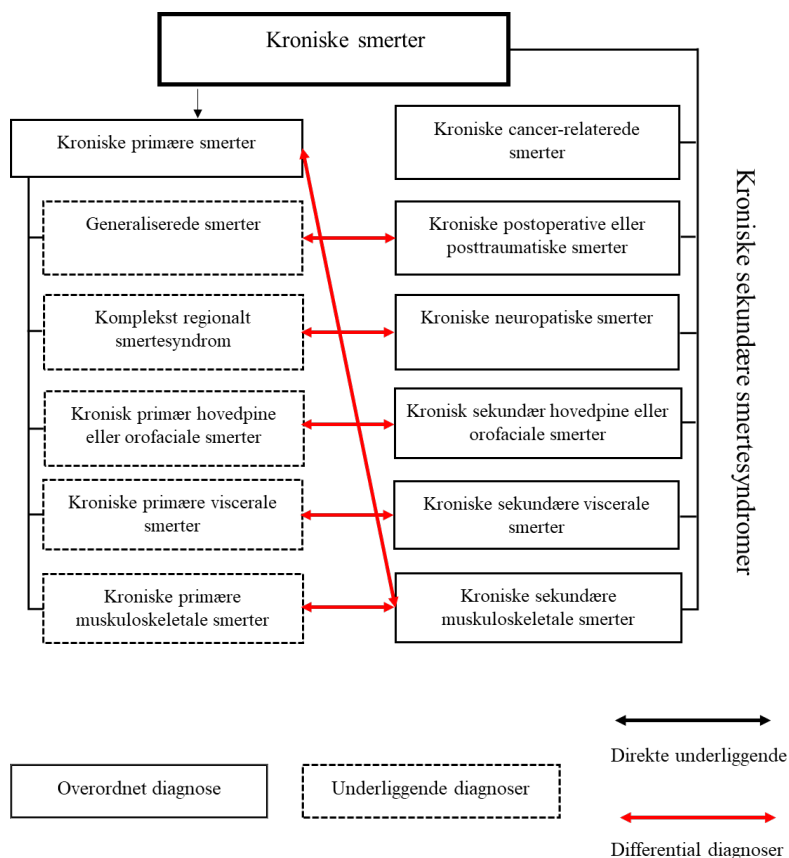 Kroniske smerter
Kroniske primære smerter
Generaliserede smerter
Komplekst regionalt
smertesyndrom
Kronisk primær hovedpine
eller orofaciale smerter
Kroniske primære viscerale
smerter
Kroniske primære
muskuloskeletale smerter
Kroniske cancer-relaterede
smerter
Kroniske postoperative eller
posttraumatiske smerter
Kroniske neuropatiske smerter
Kronisk sekundær hovedpine eller
orofaciale smerter
Kroniske sekundære viscerale
smerter
Kroniske sekundære
muskuloskeletale smerter
Kroniske sekundære smertesyndromer
Overordnet diagnose
Underliggende diagnoser
Direkte underliggende
Differential diagnoser